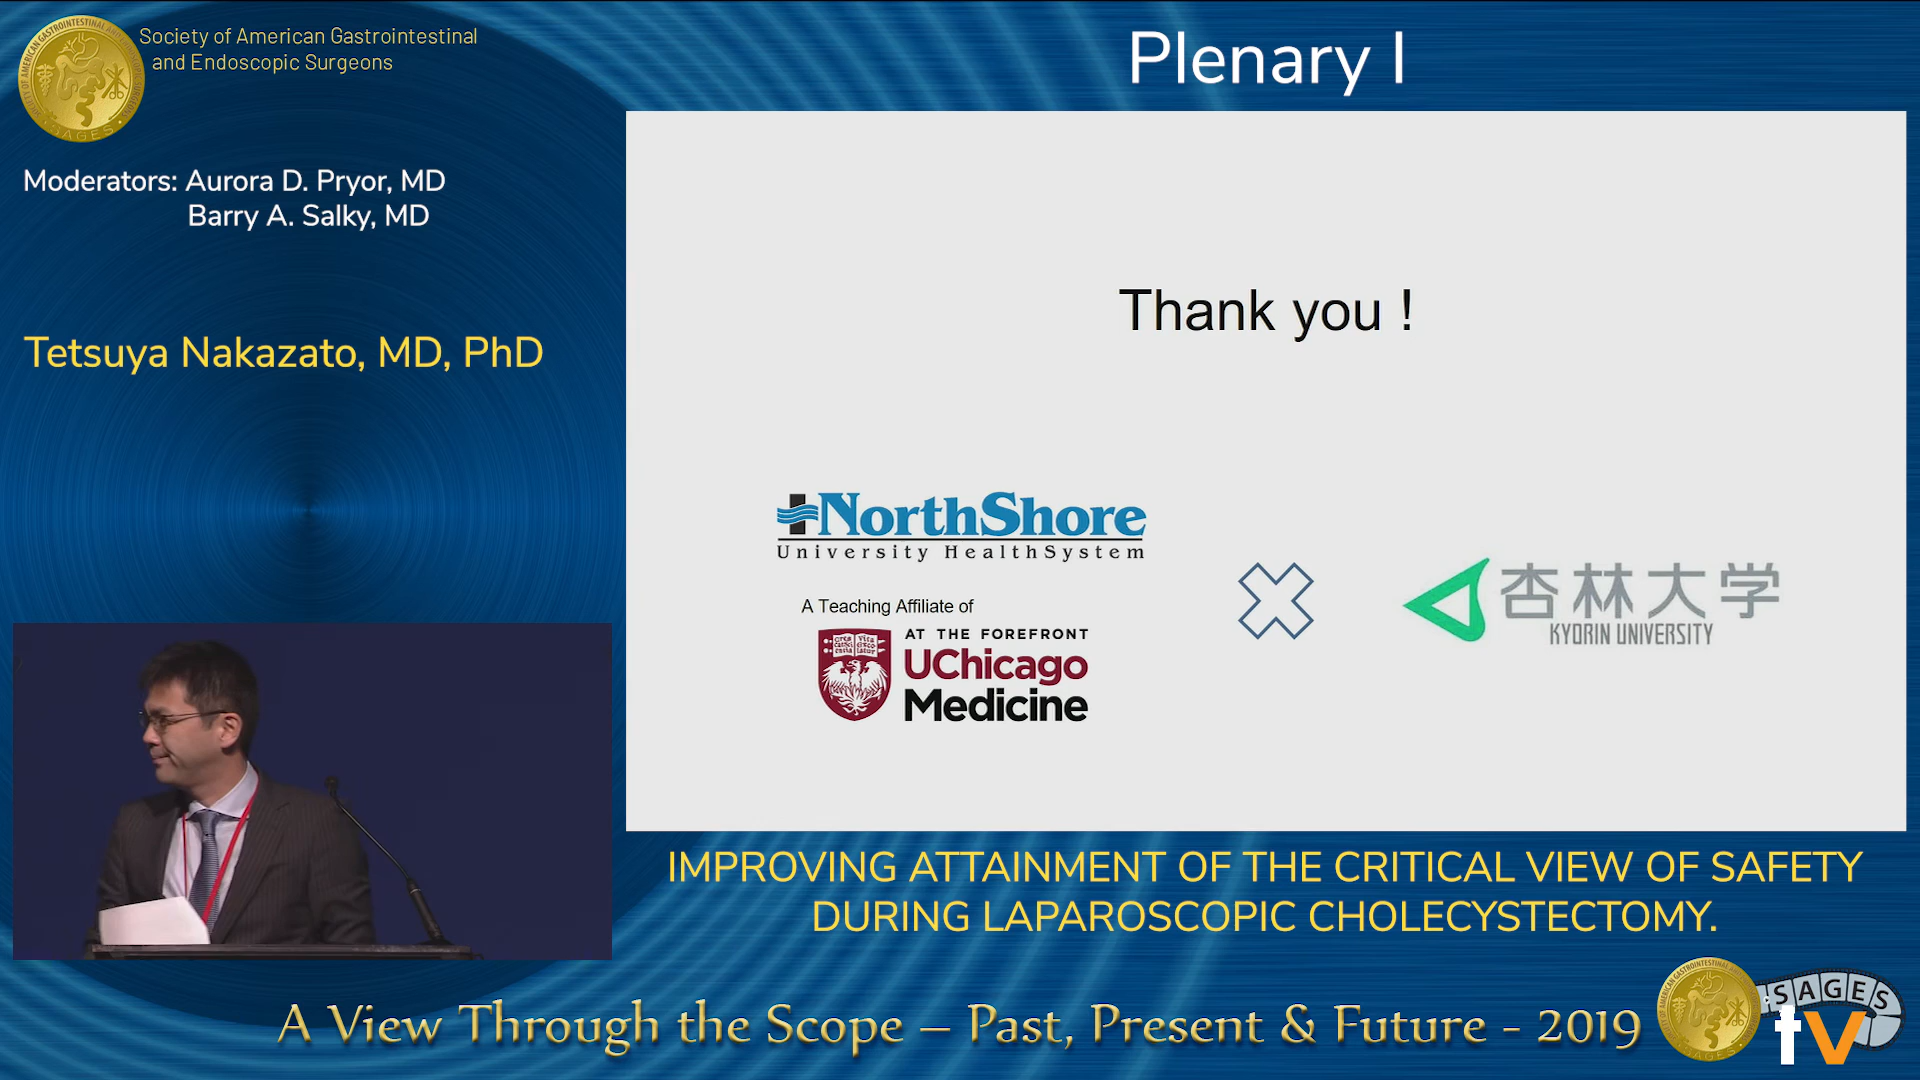 Society of American Gastrointestinal
and Endoscopic Surgeons
Plenary I
Moderators: Aurora D. Pryor, MD
Barry A. Salky, MD
Tetsuya Nakazato, MD, PhD
Thank you !
NorthShore
University HealthSystem
A Teaching Affiliate of
AT THE FOREFRONT
UChicago
Medicine
杏林大学
KYORIN UNIVERSITY
IMPROVING ATTAINMENT OF THE CRITICAL VIEW OF SAFETY
DURING LAPAROSCOPIC CHOLECYSTECTOMY.
A View Through the Scope – Past, Present & Future - 2019
SAGES
tv